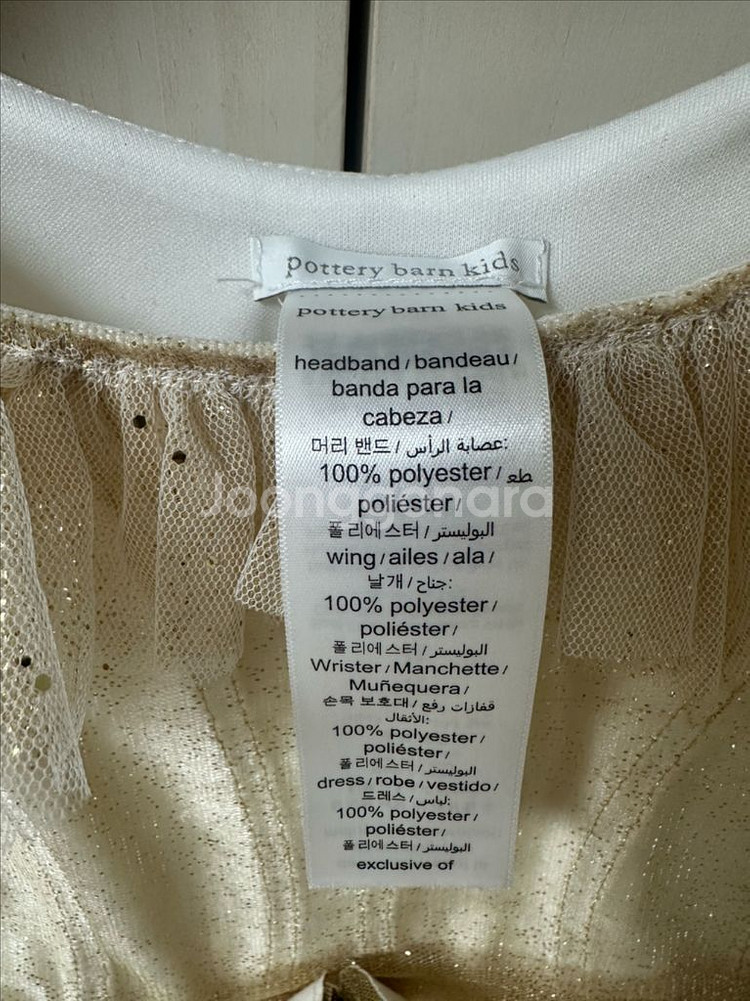 pottery barn kids
pottery barn kids
headband / bandeau /
banda para la
cabeza /
머리 밴드 / عصابة الرأس:
100% polyester / طع
poliéster /
Joonggonara
폴리에스터 / البوليستر
wing / ailes / ala /
날개 / جناح:
100% polyester /
poliéster /
폴리에스터 / البوليستر
Wrister / Manchette /
Muñequera /
손목 보호대 / قفازات رفع
الأثقال:
100% polyester /
poliéster /
폴리에스터 / البوليستر
dress / robe / vestido /
드레스 / لباس:
100% polyester /
poliéster /
폴리에스터 / البوليستر
exclusive of